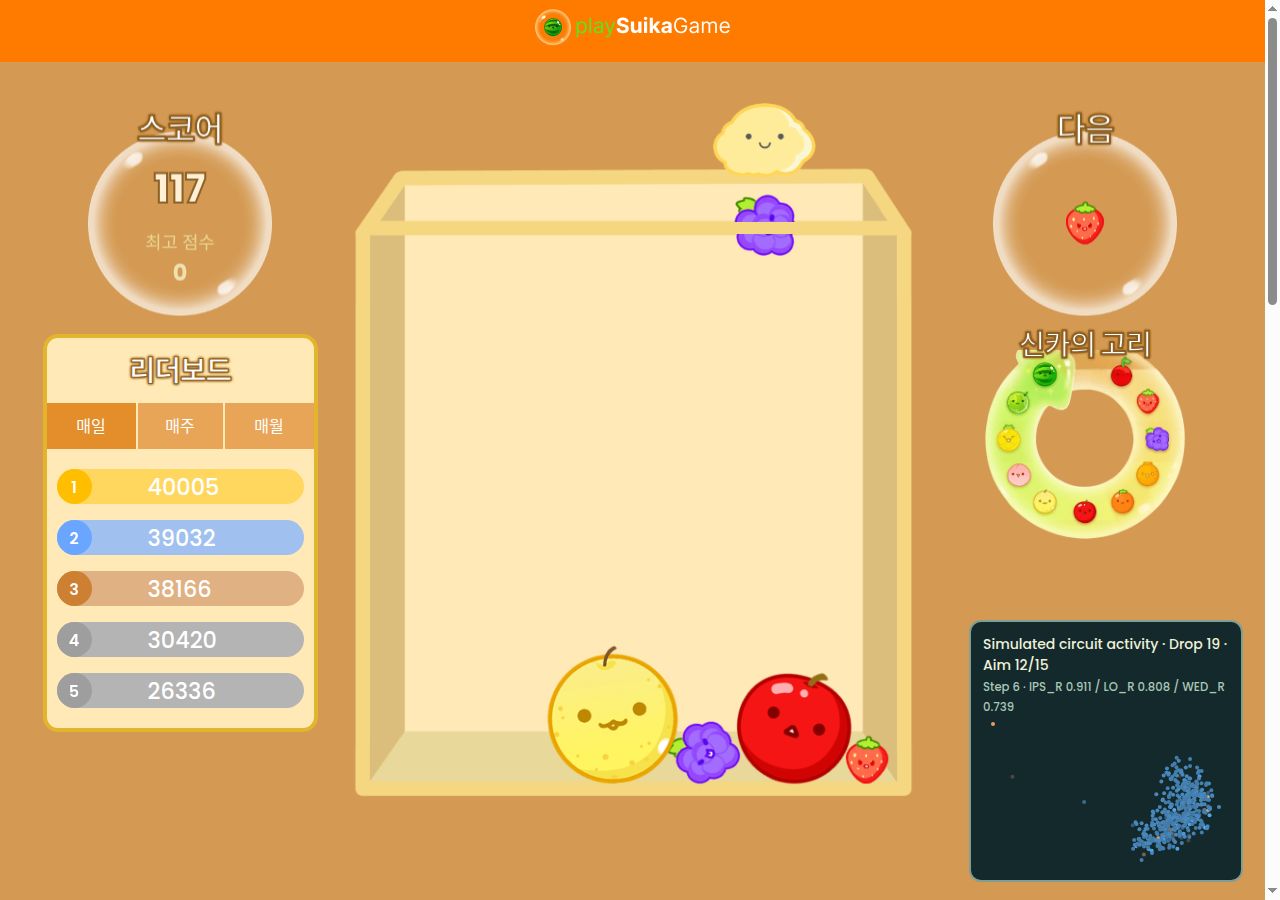 playSuikaGame
스코어
117
최고 점수
0
다음
신카의 고리
리더보드
매일
매주
매월
1 40005
2 39032
3 38166
4 30420
5 26336
Simulated circuit activity · Drop 19 ·
Aim 12/15
Step 6 · IPS_R 0.911 / LO_R 0.808 / WED_R
0.739